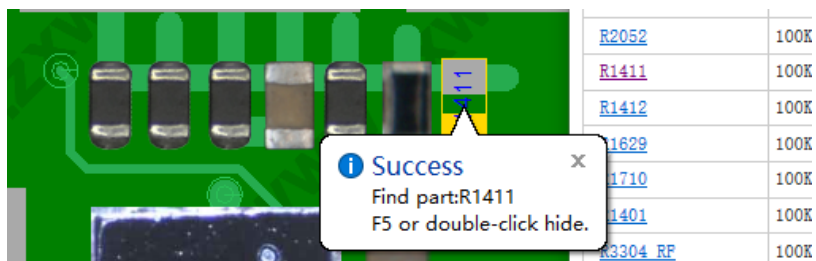 R2052 100K
R1411 100K
R1412 100K
1629 100K
1710 100K
1401 100K
R3304_RF 100K
1411
Success
Find part:R1411
F5 or double-click hide.